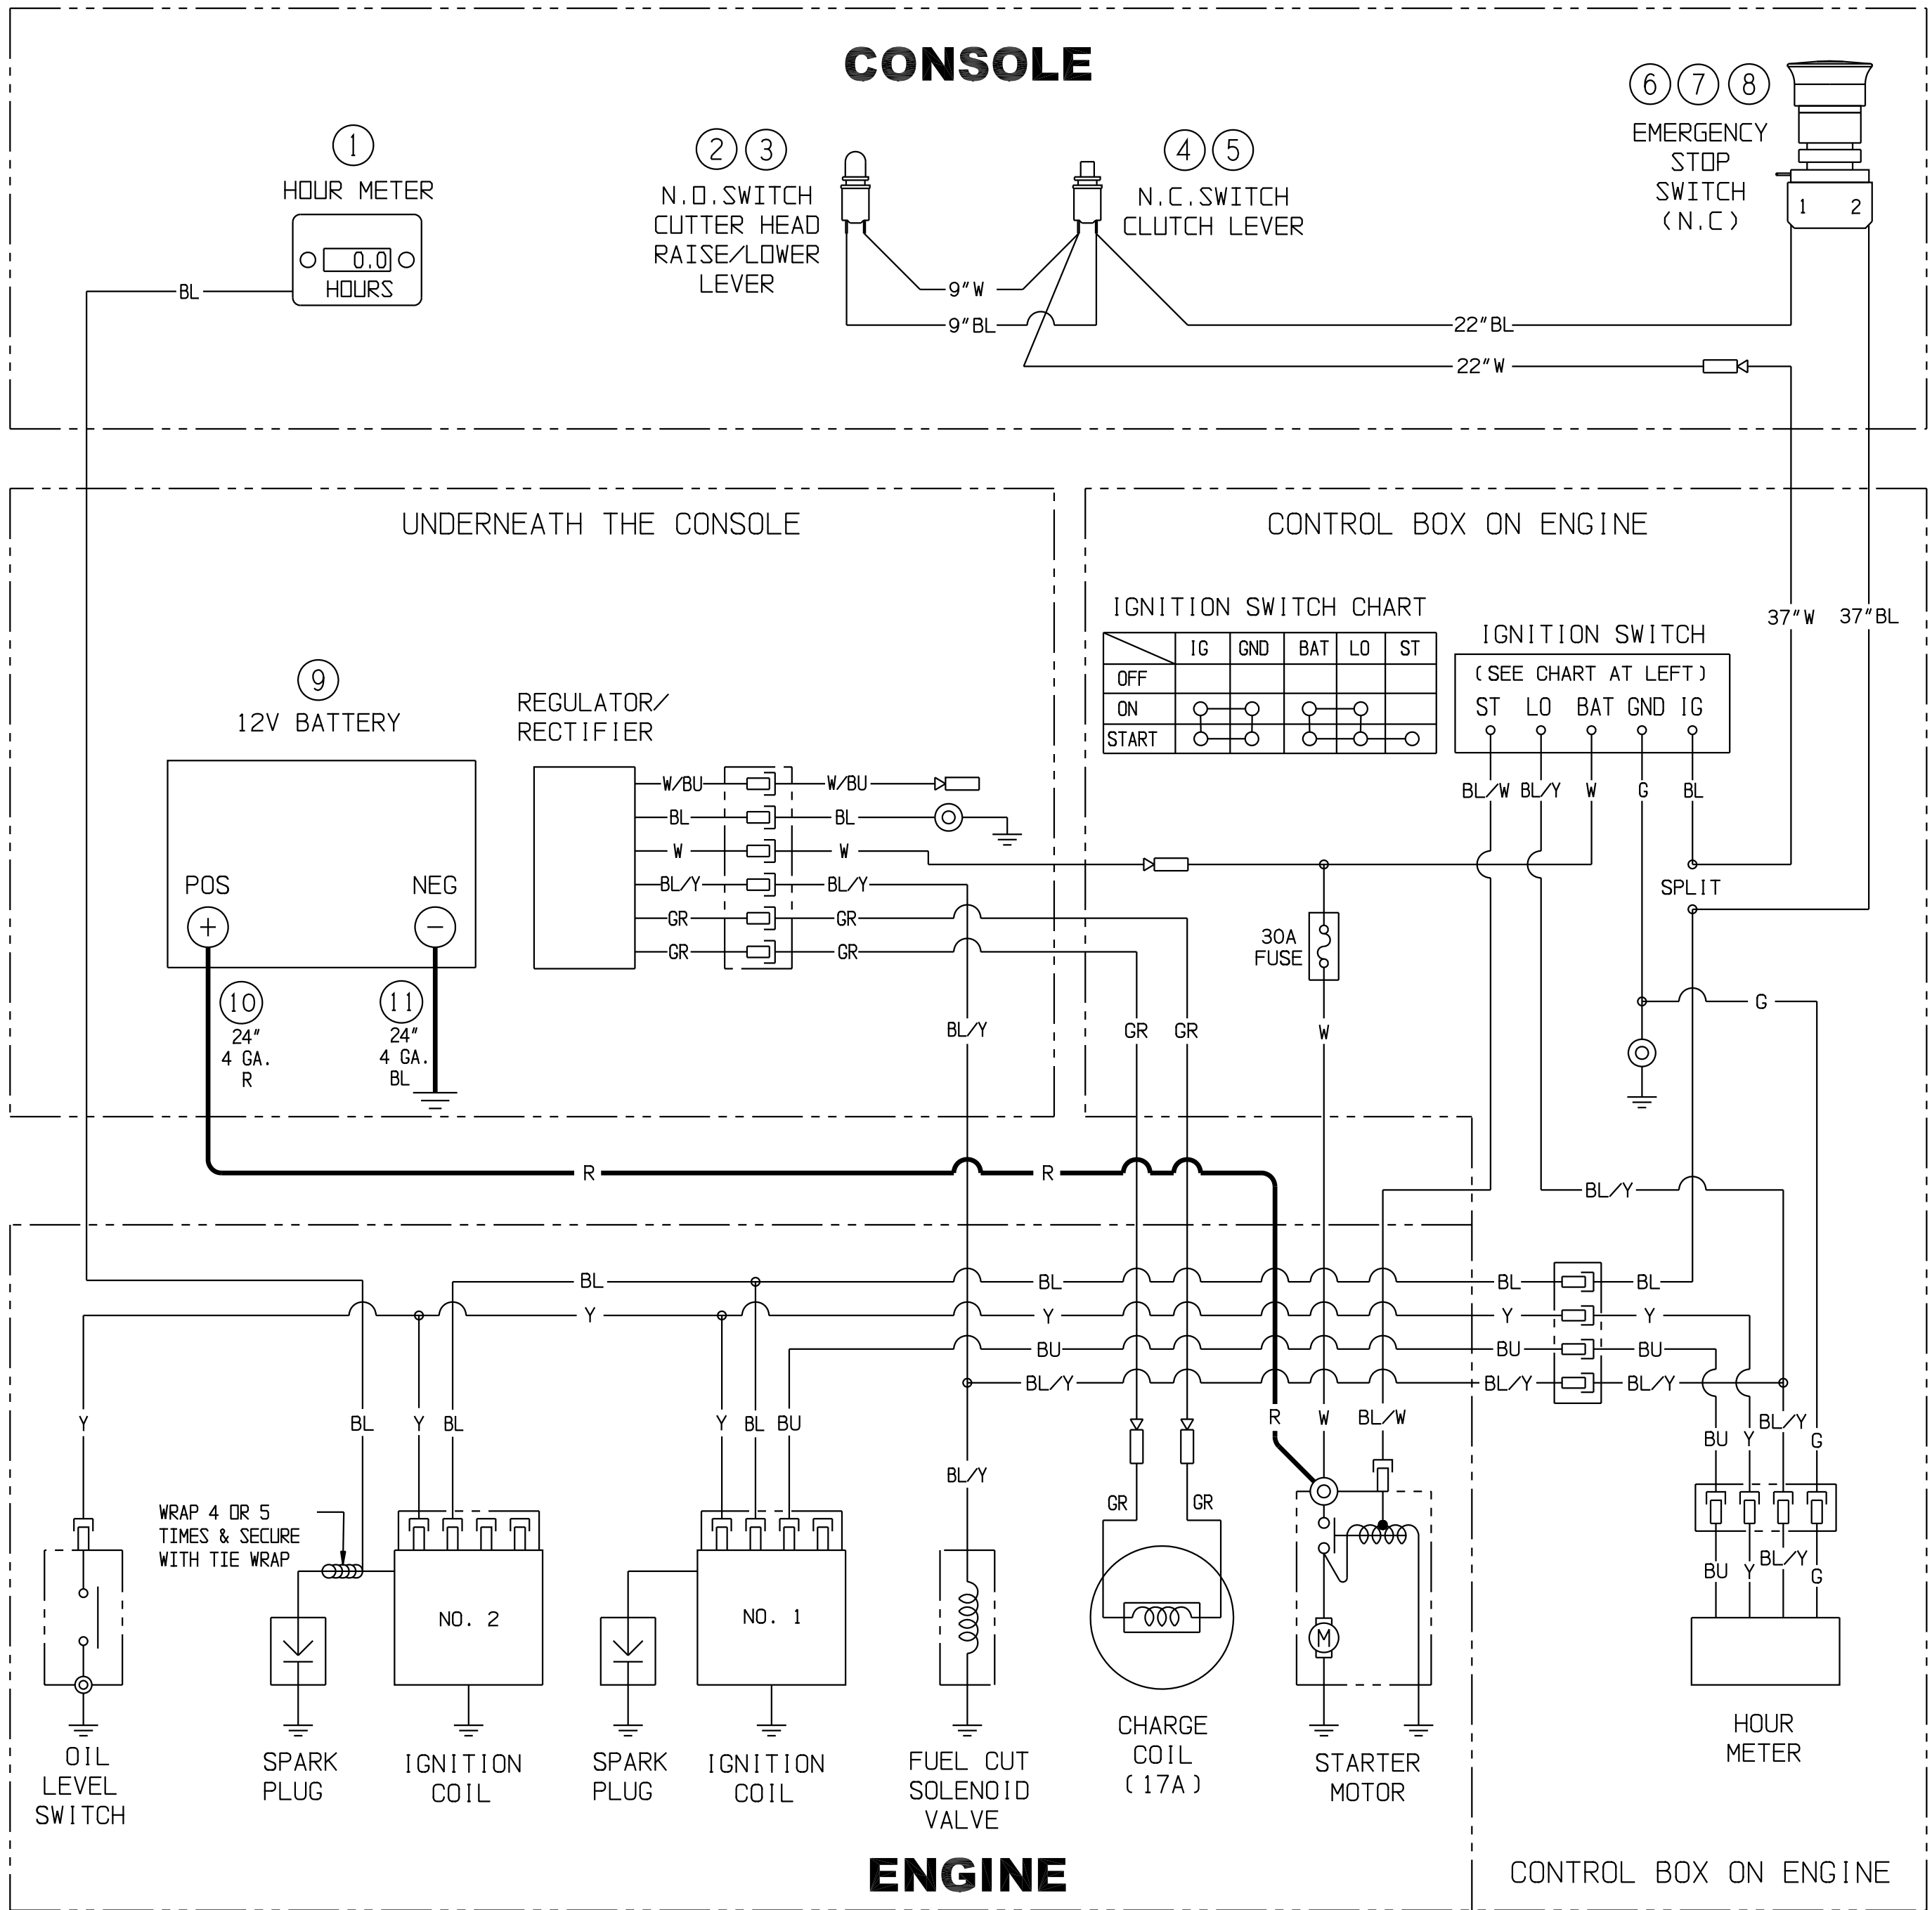 CONSOLE
1
HOUR METER
0.0
HOURS
BL
2 3
N.O.SWITCH
CUTTER HEAD
RAISE/LOWER
LEVER
4 5
N.C.SWITCH
CLUTCH LEVER
6 7 8
EMERGENCY
STOP
SWITCH
(N.C)
1 2
9"W
9"BL
22"BL
22"W
37"W 37"BL
UNDERNEATH THE CONSOLE
9
12V BATTERY
POS NEG
+ −
10
24"
4 GA.
R
11
24"
4 GA.
BL
REGULATOR/
RECTIFIER
W/BU W/BU
BL BL
W W
BL/Y BL/Y
GR GR
GR GR
BL/Y
GR GR
CONTROL BOX ON ENGINE
IGNITION SWITCH CHART
IG GND BAT LO ST
OFF
ON
START
IGNITION SWITCH
(SEE CHART AT LEFT)
ST LO BAT GND IG
BL/W BL/Y W G BL
SPLIT
30A
FUSE
W
G
R R
BL/Y
BL BL BL BL
Y Y Y Y
BU BU BU
BL/Y BL/Y BL/Y
Y BL Y BL Y BL BU
BL/Y
R W BL/W
GR GR
BU Y BL/Y G
BU Y BL/Y G
WRAP 4 OR 5
TIMES & SECURE
WITH TIE WRAP
NO. 2
NO. 1
M
OIL
LEVEL
SWITCH
SPARK
PLUG
IGNITION
COIL
SPARK
PLUG
IGNITION
COIL
FUEL CUT
SOLENOID
VALVE
CHARGE
COIL
(17A)
STARTER
MOTOR
HOUR
METER
ENGINE
CONTROL BOX ON ENGINE